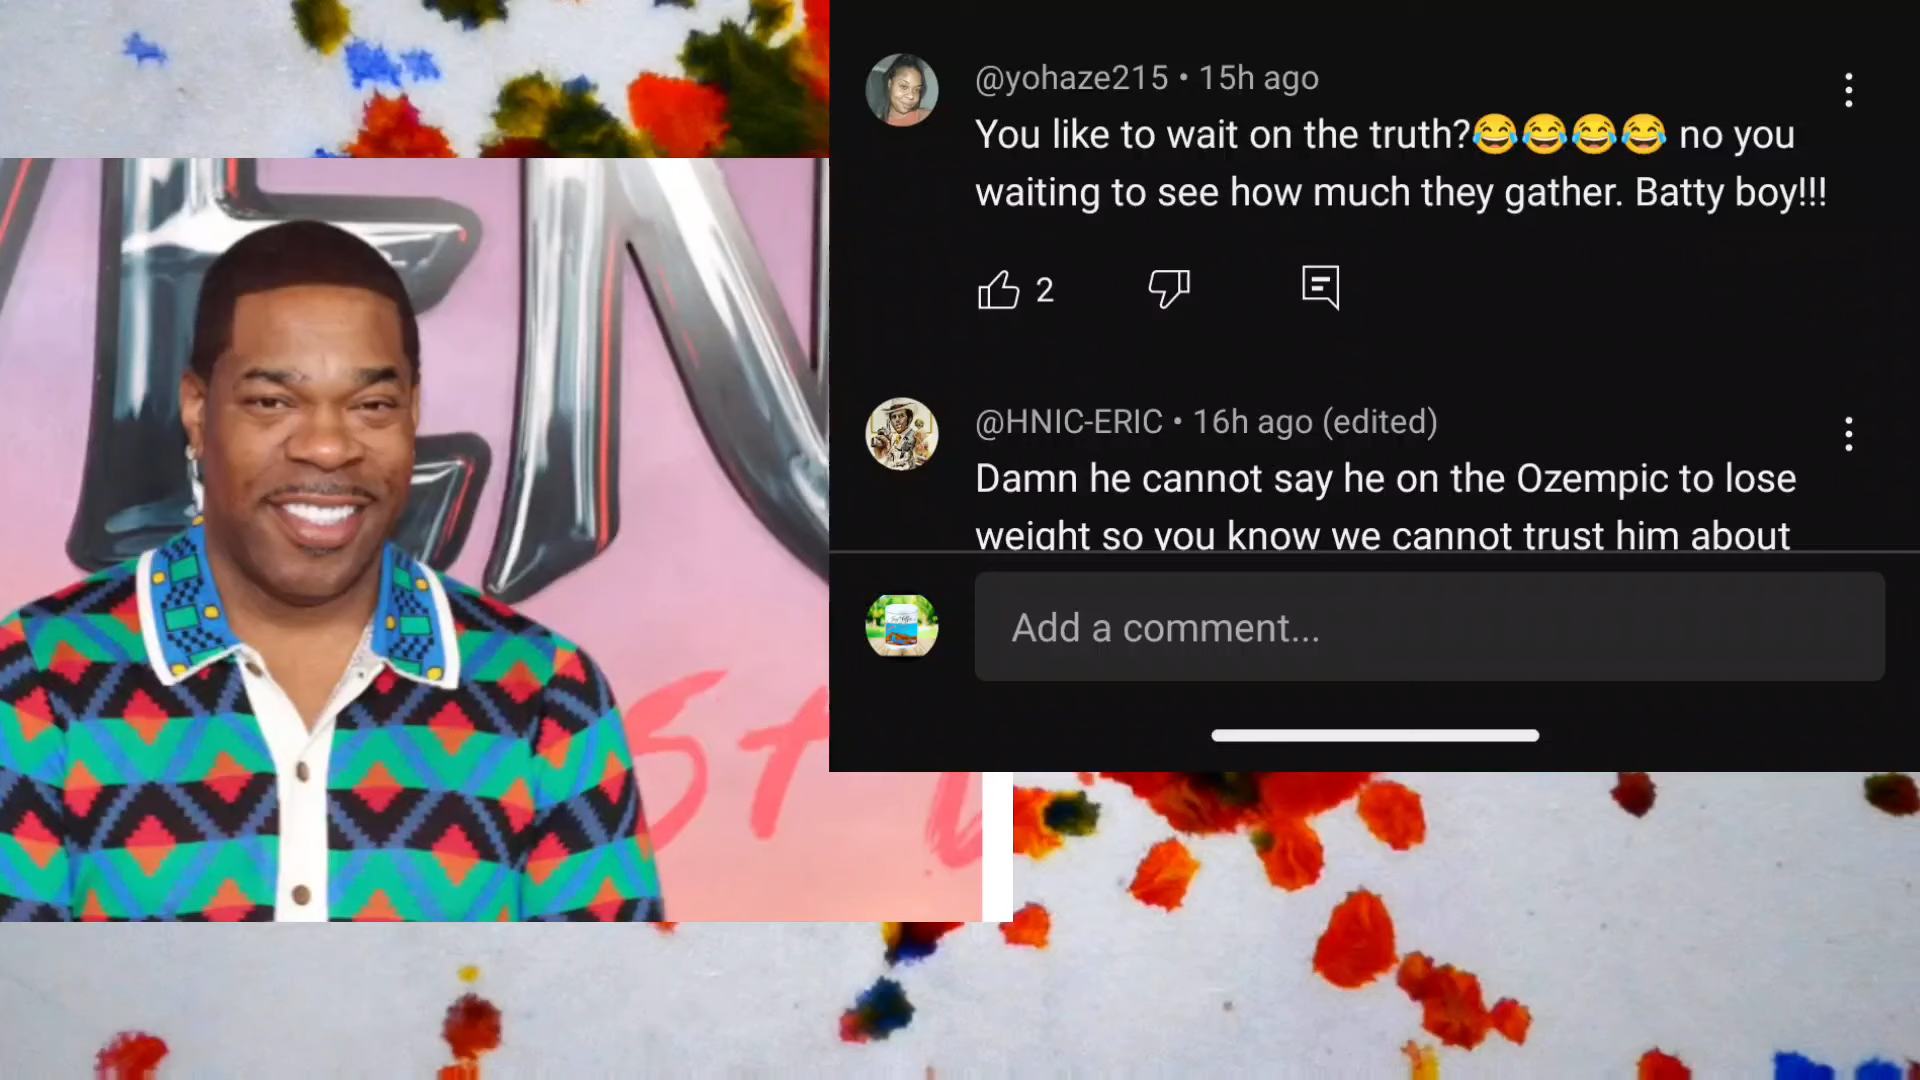 @yohaze215 • 15h ago
You like to wait on the truth?😂😂😂😂 no you
waiting to see how much they gather. Batty boy!!!
2
@HNIC-ERIC • 16h ago (edited)
Damn he cannot say he on the Ozempic to lose
weight so you know we cannot trust him about
Add a comment...